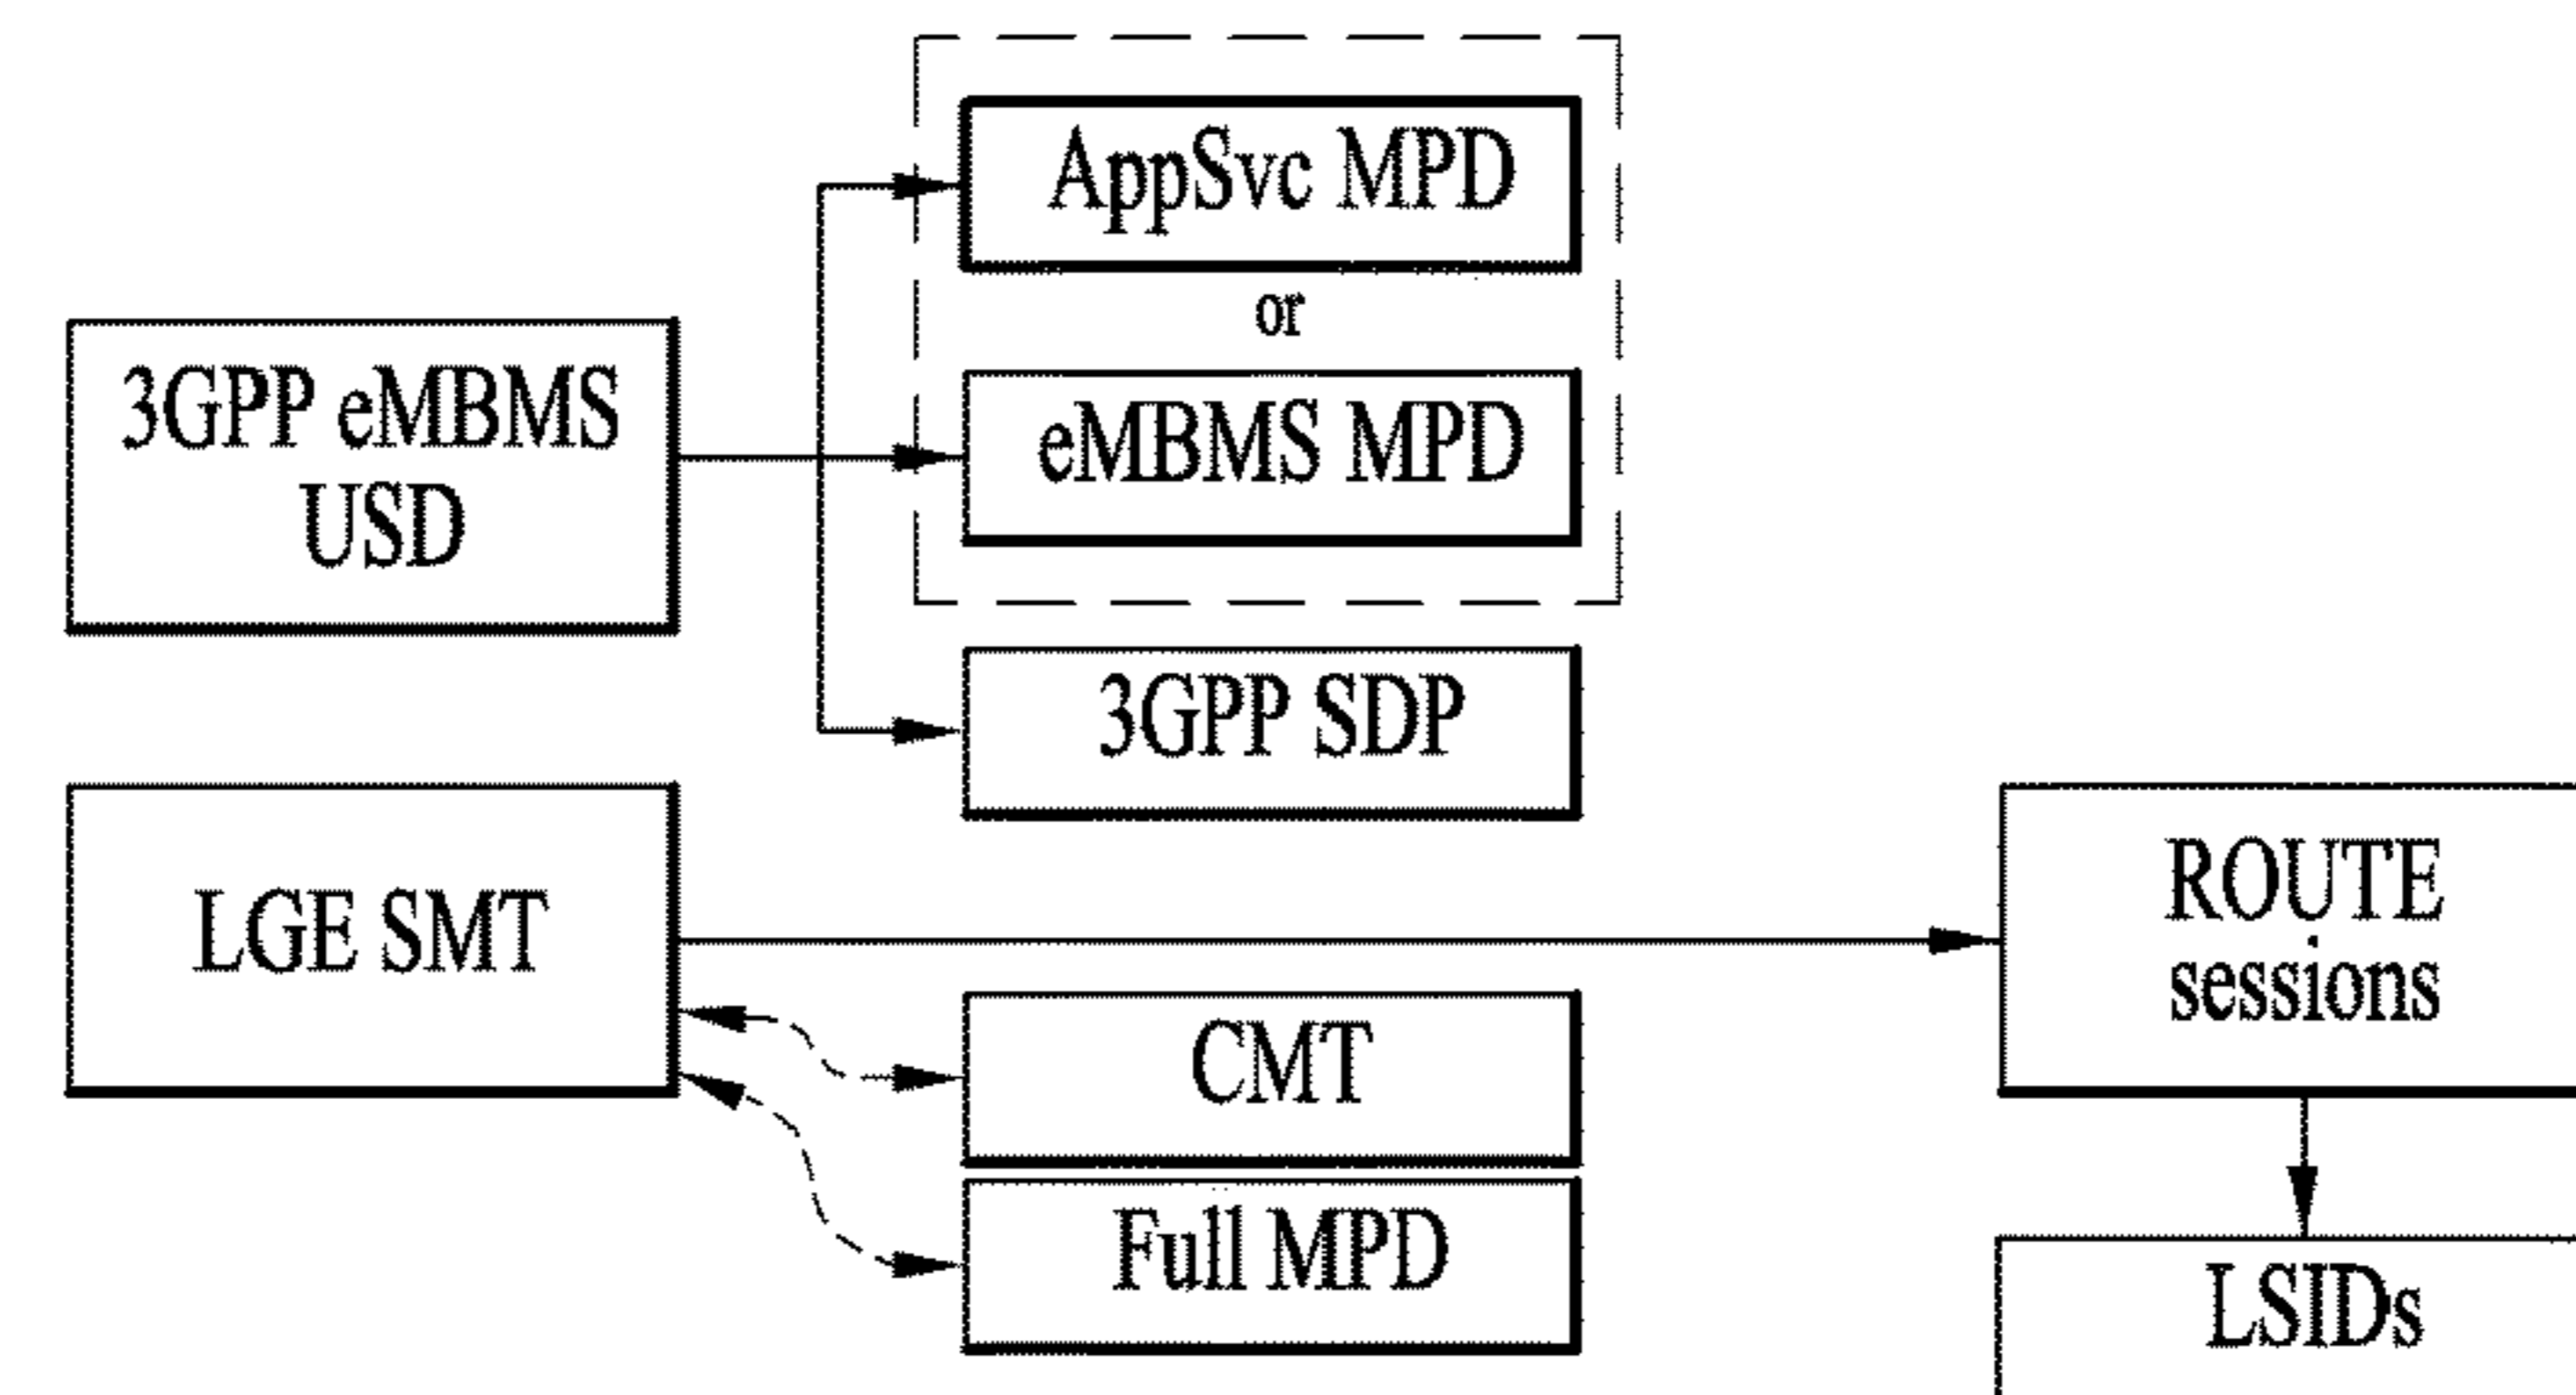 AppSvc MPD
or
3GPP eMBMS
USD
eMBMS MPD
3GPP SDP
LGE SMT
ROUTE
sessions
CMT
Full MPD
LSIDs